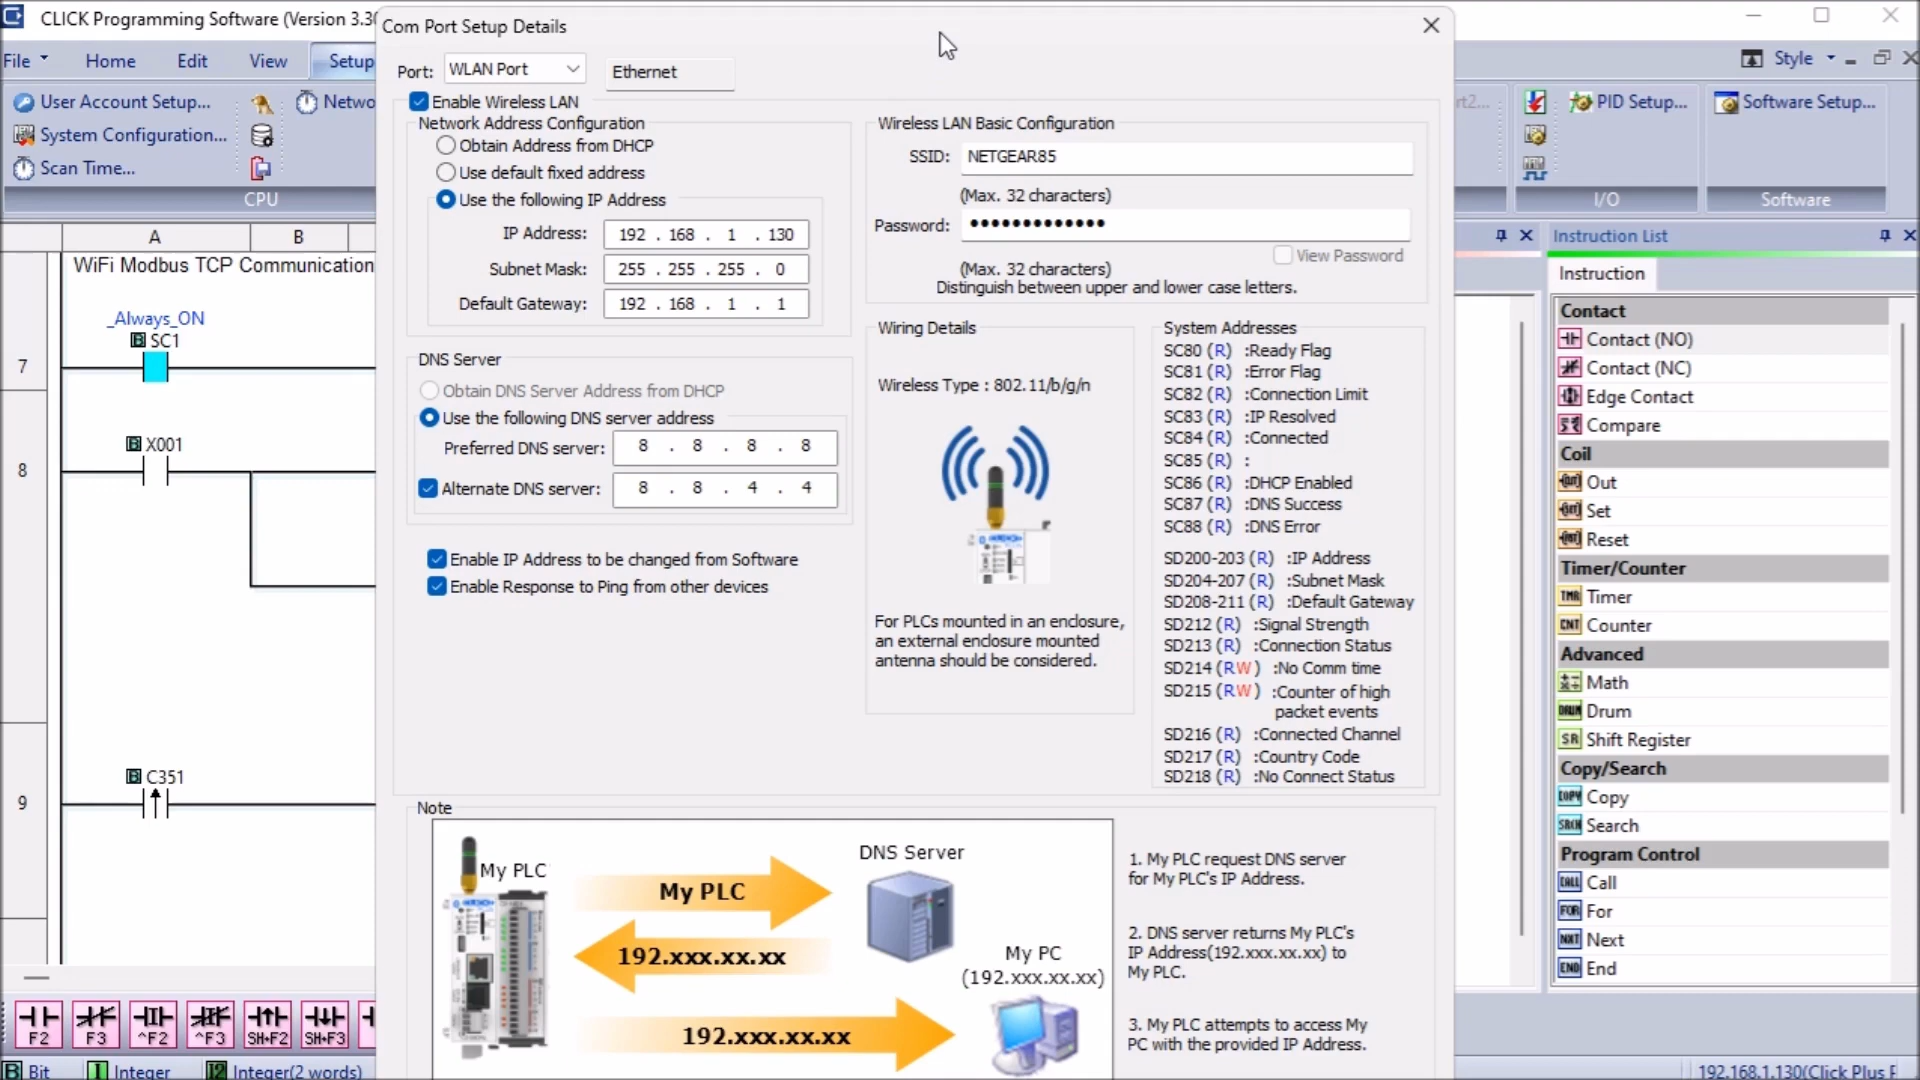 CLICK Programming Software (Version 3.30
Com Port Setup Details
File
Home
Edit
View
Setup
Style
Port:
WLAN Port
Ethernet
User Account Setup...
Netwo
System Configuration...
Scan Time...
CPU
rt2...
PID Setup...
Software Setup...
I/O
Software
Enable Wireless LAN
Network Address Configuration
Obtain Address from DHCP
Use default fixed address
Use the following IP Address
IP Address: 192 . 168 . 1 . 130
Subnet Mask: 255 . 255 . 255 . 0
Default Gateway: 192 . 168 . 1 . 1
DNS Server
Obtain DNS Server Address from DHCP
Use the following DNS server address
Preferred DNS server: 8 . 8 . 8 . 8
Alternate DNS server: 8 . 8 . 4 . 4
Enable IP Address to be changed from Software
Enable Response to Ping from other devices
Wireless LAN Basic Configuration
SSID: NETGEAR85
(Max. 32 characters)
Password: •••••••••••••
View Password
(Max. 32 characters)
Distinguish between upper and lower case letters.
Wiring Details
Wireless Type : 802.11/b/g/n
For PLCs mounted in an enclosure,
an external enclosure mounted
antenna should be considered.
System Addresses
SC80 (R) :Ready Flag
SC81 (R) :Error Flag
SC82 (R) :Connection Limit
SC83 (R) :IP Resolved
SC84 (R) :Connected
SC85 (R) :
SC86 (R) :DHCP Enabled
SC87 (R) :DNS Success
SC88 (R) :DNS Error
SD200-203 (R) :IP Address
SD204-207 (R) :Subnet Mask
SD208-211 (R) :Default Gateway
SD212 (R) :Signal Strength
SD213 (R) :Connection Status
SD214 (RW) :No Comm time
SD215 (RW) :Counter of high
packet events
SD216 (R) :Connected Channel
SD217 (R) :Country Code
SD218 (R) :No Connect Status
Note
My PLC
My PLC
DNS Server
192.xxx.xx.xx
My PC
(192.xxx.xx.xx)
192.xxx.xx.xx
1. My PLC request DNS server
for My PLC's IP Address.
2. DNS server returns My PLC's
IP Address(192.xxx.xx.xx) to
My PLC.
3. My PLC attempts to access My
PC with the provided IP Address.
A
B
WiFi Modbus TCP Communication
_Always_ON
B SC1
7
B X001
8
B C351
9
Instruction List
Instruction
Contact
Contact (NO)
Contact (NC)
Edge Contact
Compare
Coil
OUT Out
SET Set
RST Reset
Timer/Counter
TMR Timer
CNT Counter
Advanced
Math
DRUM Drum
SR Shift Register
Copy/Search
COPY Copy
SRCH Search
Program Control
CALL Call
FOR For
NXT Next
END End
F2
F3
^F2
^F3
SH+F2
SH+F3
B Bit
I Integer
I2 Integer(2 words)
192.168.1.130(Click Plus